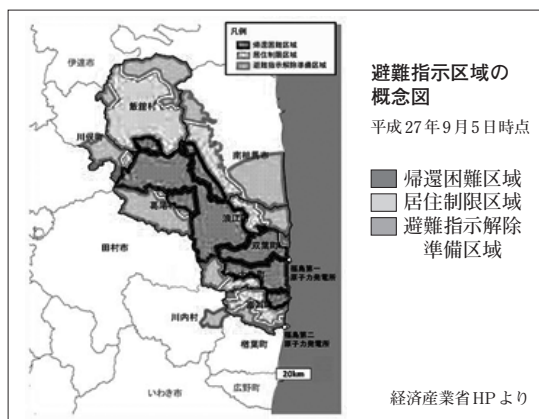 凡例
帰還困難区域
居住制限区域
避難指示解除準備区域
伊達市
飯舘村
川俣町
南相馬市
浪江町
双葉町
田村市
福島第一
原子力発電所
川内村
福島第二
原子力発電所
楢葉町
20km
いわき市
広野町
避難指示区域の
概念図
平成27年9月5日時点
帰還困難区域
居住制限区域
避難指示解除
準備区域
経済産業省HPより